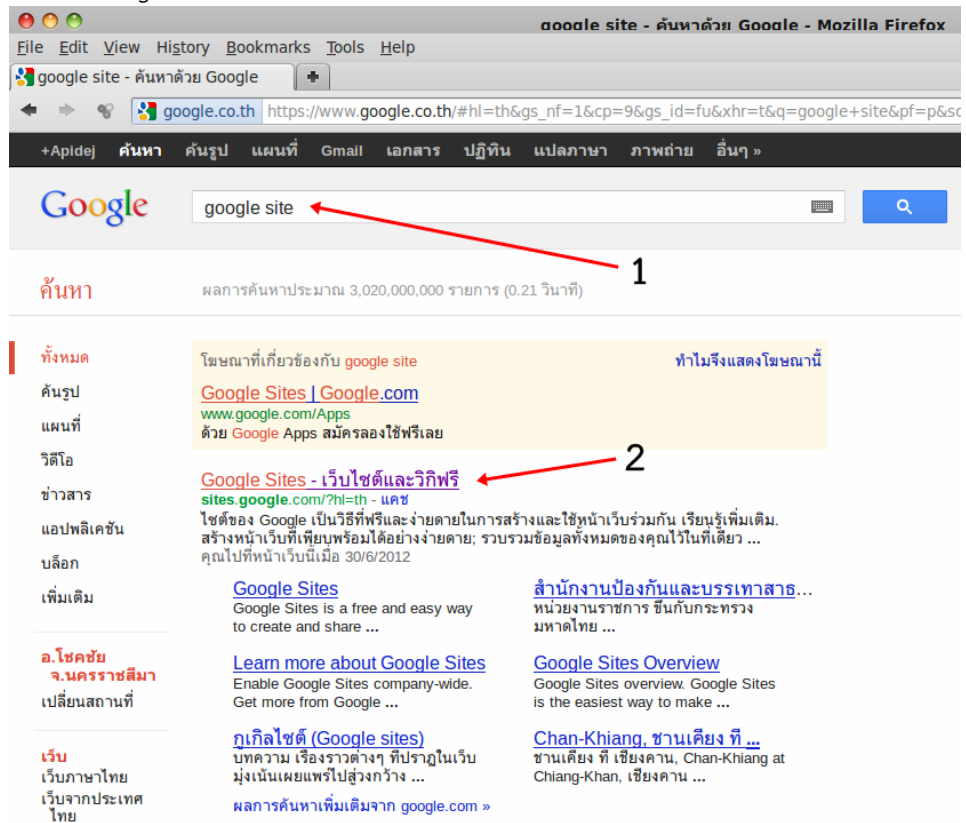 google site - ค้นหาด้วย Google - Mozilla Firefox
File Edit View History Bookmarks Tools Help
google site - ค้นหาด้วย Google
google.co.th https://www.google.co.th/#hl=th&gs_nf=1&cp=9&gs_id=fu&xhr=t&q=google+site&pf=p&sc
+Apidej ค้นหา ค้นรูป แผนที่ Gmail เอกสาร ปฏิทิน แปลภาษา ภาพถ่าย อื่นๆ »
Google google site
1
ค้นหา ผลการค้นหาประมาณ 3,020,000,000 รายการ (0.21 วินาที)
ทั้งหมด
ค้นรูป
แผนที่
วิดีโอ
ข่าวสาร
แอปพลิเคชัน
บล็อก
เพิ่มเติม
อ.โชคชัย
จ.นครราชสีมา
เปลี่ยนสถานที่
เว็บ
เว็บภาษาไทย
เว็บจากประเทศ
ไทย
โฆษณาที่เกี่ยวข้องกับ google site ทำไมจึงแสดงโฆษณานี้
Google Sites | Google.com
www.google.com/Apps
ด้วย Google Apps สมัครลองใช้ฟรีเลย
2
Google Sites - เว็บไซต์และวิกิฟรี
sites.google.com/?hl=th - แคช
ไซต์ของ Google เป็นวิธีที่ฟรีและง่ายดายในการสร้างและใช้หน้าเว็บร่วมกัน เรียนรู้เพิ่มเติม.
สร้างหน้าเว็บที่เพียบพร้อมได้อย่างง่ายดาย; รวบรวมข้อมูลทั้งหมดของคุณไว้ในที่เดียว ...
คุณไปที่หน้าเว็บนี้เมื่อ 30/6/2012
Google Sites
Google Sites is a free and easy way
to create and share ...
สำนักงานป้องกันและบรรเทาสาธ...
หน่วยงานราชการ ขึ้นกับกระทรวง
มหาดไทย ...
Learn more about Google Sites
Enable Google Sites company-wide.
Get more from Google ...
Google Sites Overview
Google Sites overview. Google Sites
is the easiest way to make ...
กูเกิลไซต์ (Google sites)
บทความ เรื่องราวต่างๆ ที่ปราฏในเว็บ
มุ่งเน้นเผยแพร่ไปสู่วงกว้าง ...
Chan-Khiang, ชานเคียง ที่ ...
ชานเคียง ที่ เชียงคาน, Chan-Khiang at
Chiang-Khan, เชียงคาน ...
ผลการค้นหาเพิ่มเติมจาก google.com »